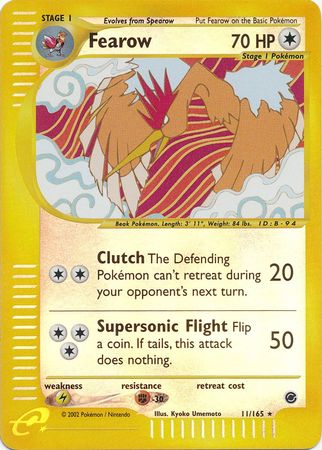 STAGE 1
Evolves from Spearow
Put Fearow on the Basic Pokémon
Fearow
70 HP
Stage 1 Pokémon
Beak Pokémon. Length: 3' 11", Weight: 84 lbs. ID:B-94
Clutch The Defending
Pokémon can't retreat during
your opponent's next turn.
20
Supersonic Flight Flip
a coin. If tails, this attack
does nothing.
50
weakness
resistance
retreat cost
-30
e
© 2002 Pokémon / Nintendo
Illus. Kyoko Umemoto
11/165 ★